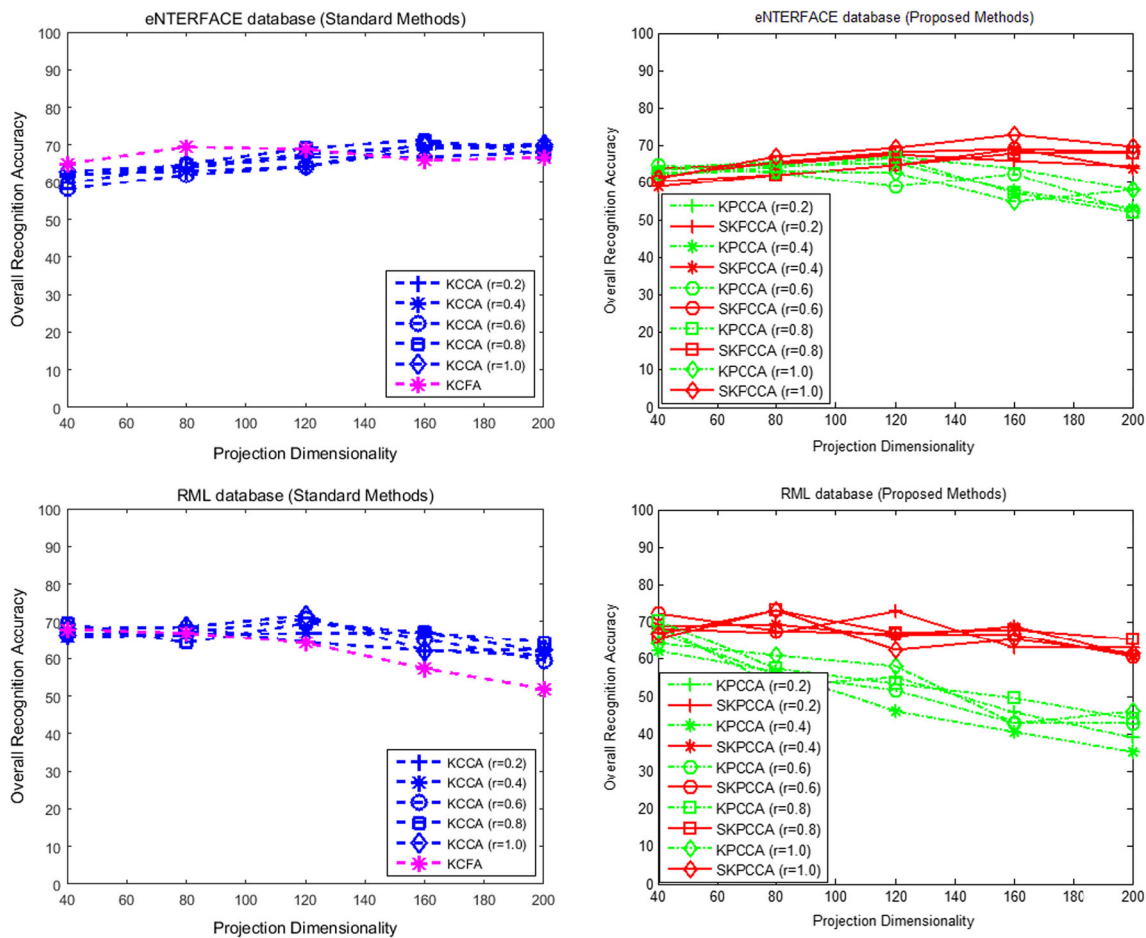 eNTERFACE database (Standard Methods)
Overall Recognition Accuracy
100
90
80
70
60
50
40
30
20
10
0
KCCA (r=0.2)
KCCA (r=0.4)
KCCA (r=0.6)
KCCA (r=0.8)
KCCA (r=1.0)
KCFA
40 60 80 100 120 140 160 180 200
Projection Dimensionality
eNTERFACE database (Proposed Methods)
Overall Recognition Accuracy
100
90
80
70
60
50
40
30
20
10
0
KPCCA (r=0.2)
SKPCCA (r=0.2)
KPCCA (r=0.4)
SKPCCA (r=0.4)
KPCCA (r=0.6)
SKPCCA (r=0.6)
KPCCA (r=0.8)
SKPCCA (r=0.8)
KPCCA (r=1.0)
SKPCCA (r=1.0)
40 60 80 100 120 140 160 180 200
Projection Dimensionality
RML database (Standard Methods)
Overall Recognition Accuracy
100
90
80
70
60
50
40
30
20
10
0
KCCA (r=0.2)
KCCA (r=0.4)
KCCA (r=0.6)
KCCA (r=0.8)
KCCA (r=1.0)
KCFA
40 60 80 100 120 140 160 180 200
Projection Dimensionality
RML database (Proposed Methods)
Overall Recognition Accuracy
100
90
80
70
60
50
40
30
20
10
0
KPCCA (r=0.2)
SKPCCA (r=0.2)
KPCCA (r=0.4)
SKPCCA (r=0.4)
KPCCA (r=0.6)
SKPCCA (r=0.6)
KPCCA (r=0.8)
SKPCCA (r=0.8)
KPCCA (r=1.0)
SKPCCA (r=1.0)
40 60 80 100 120 140 160 180 200
Projection Dimensionality